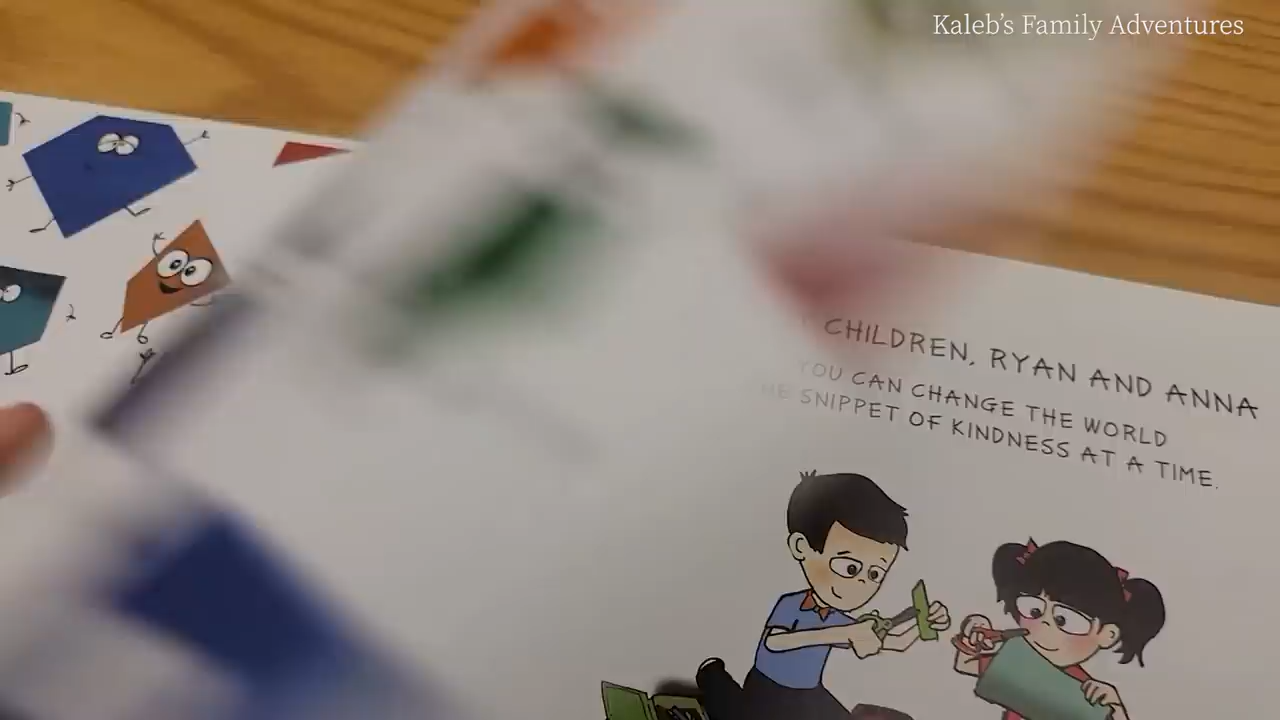 Kaleb's Family Adventures
CHILDREN, RYAN AND ANNA
YOU CAN CHANGE THE WORLD
SNIPPET OF KINDNESS AT A TIME.